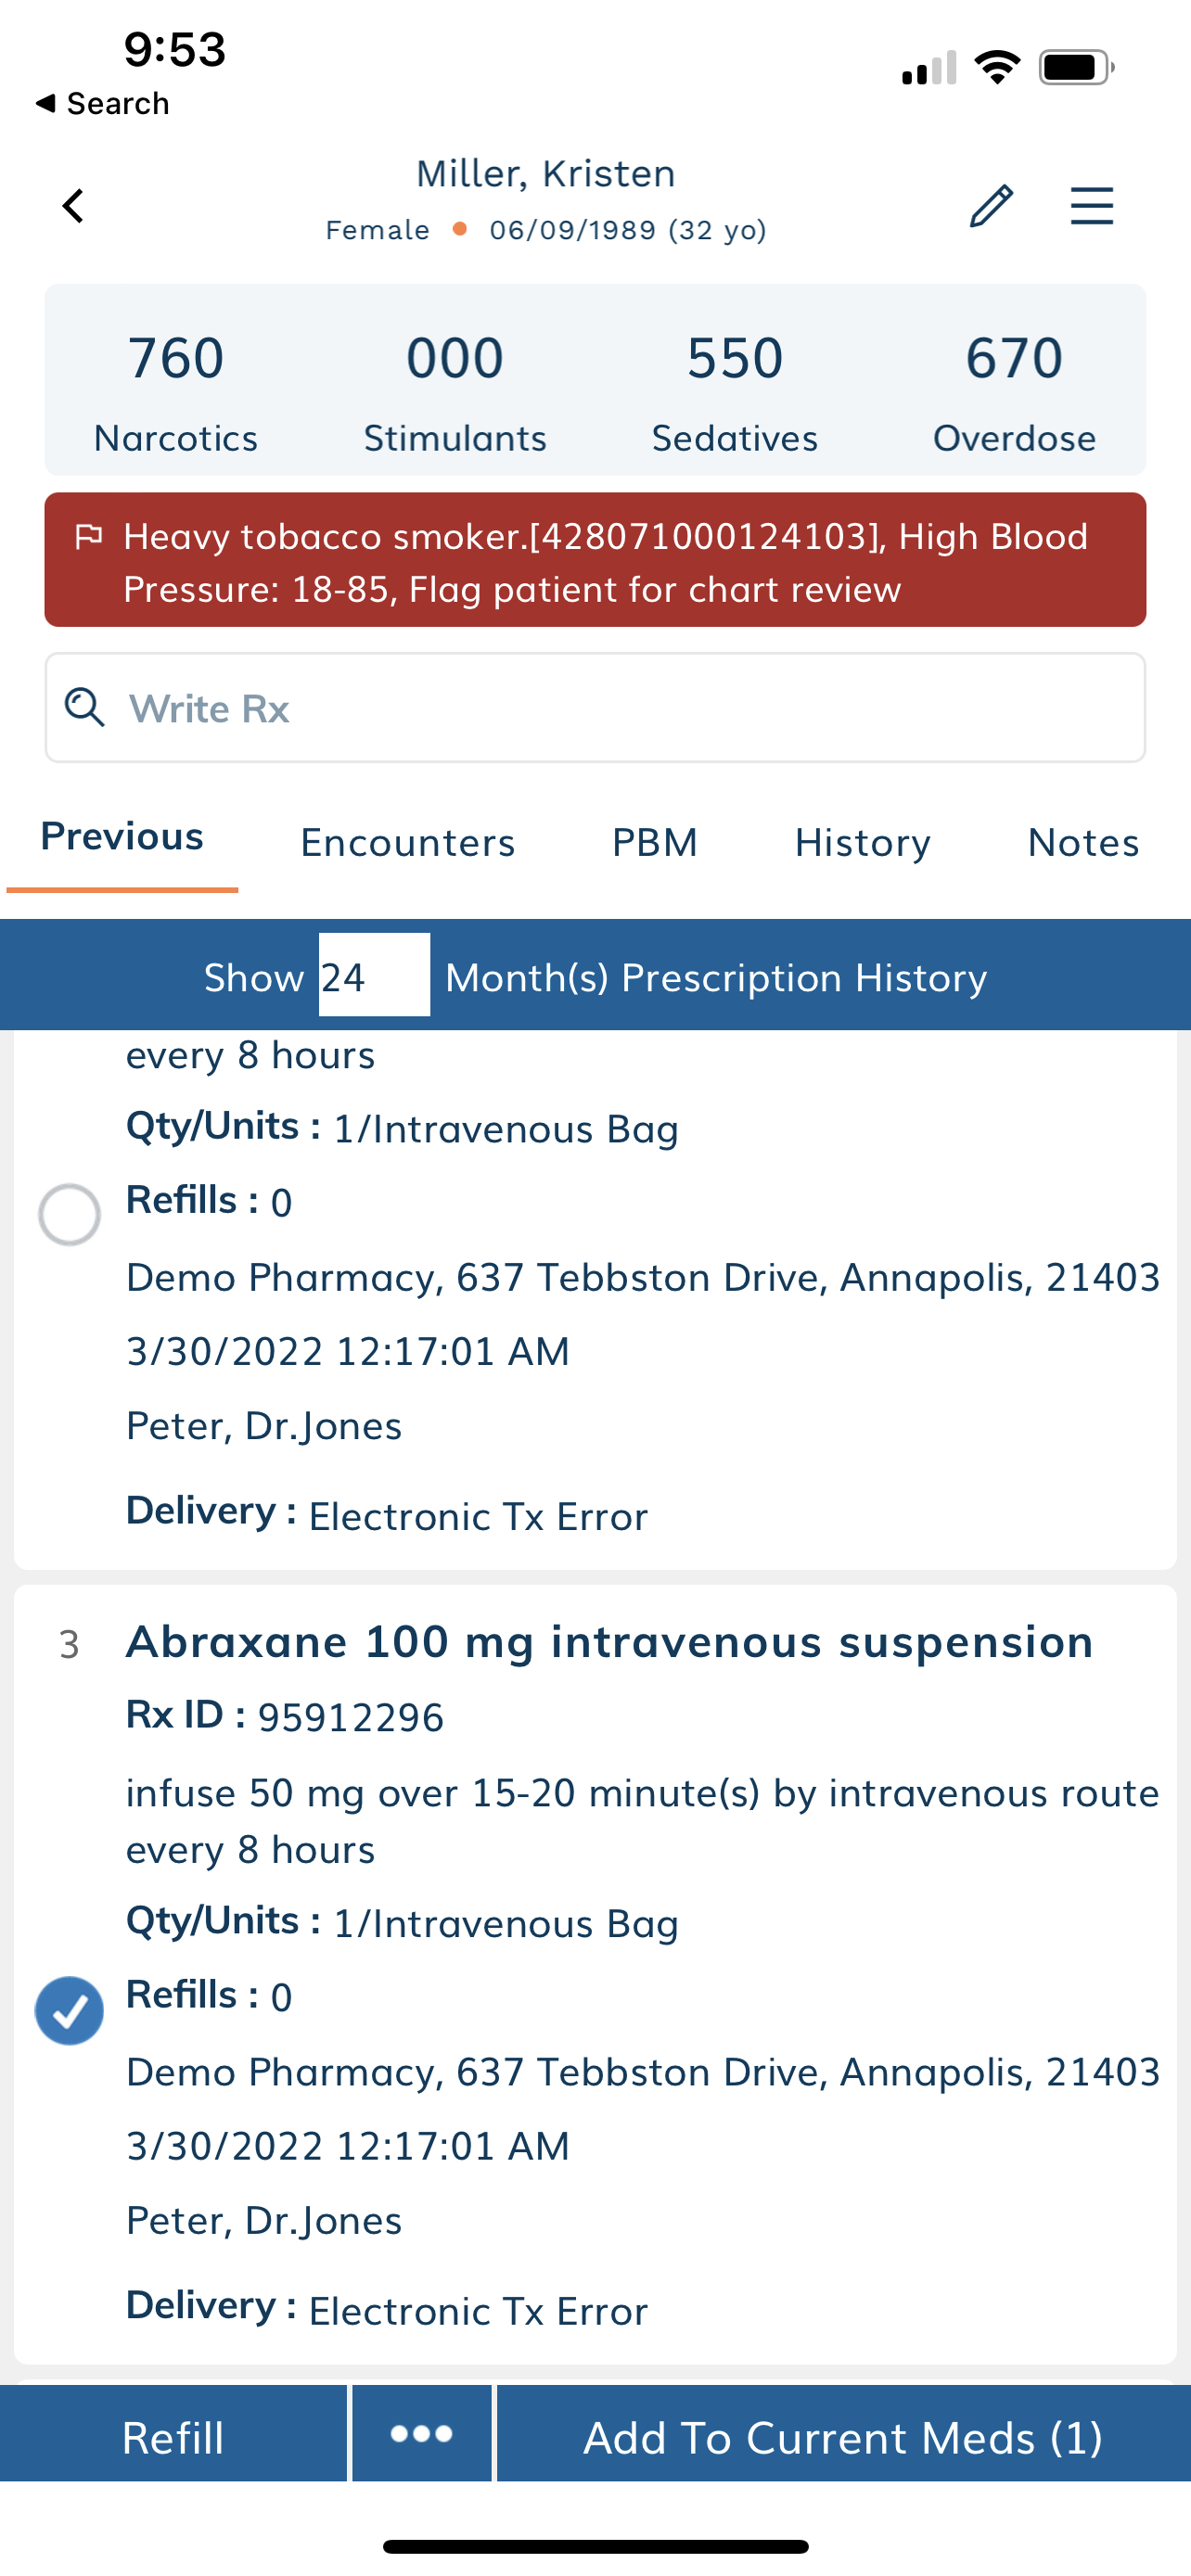 9:53
◀ Search
Miller, Kristen
Female • 06/09/1989 (32 yo)
760 000 550 670
Narcotics Stimulants Sedatives Overdose
Heavy tobacco smoker.[428071000124103], High Blood
Pressure: 18-85, Flag patient for chart review
Write Rx
Previous Encounters PBM History Notes
Show 24 Month(s) Prescription History
every 8 hours
Qty/Units : 1/Intravenous Bag
Refills : 0
Demo Pharmacy, 637 Tebbston Drive, Annapolis, 21403
3/30/2022 12:17:01 AM
Peter, Dr.Jones
Delivery : Electronic Tx Error
3 Abraxane 100 mg intravenous suspension
Rx ID : 95912296
infuse 50 mg over 15-20 minute(s) by intravenous route
every 8 hours
Qty/Units : 1/Intravenous Bag
Refills : 0
Demo Pharmacy, 637 Tebbston Drive, Annapolis, 21403
3/30/2022 12:17:01 AM
Peter, Dr.Jones
Delivery : Electronic Tx Error
Refill ••• Add To Current Meds (1)